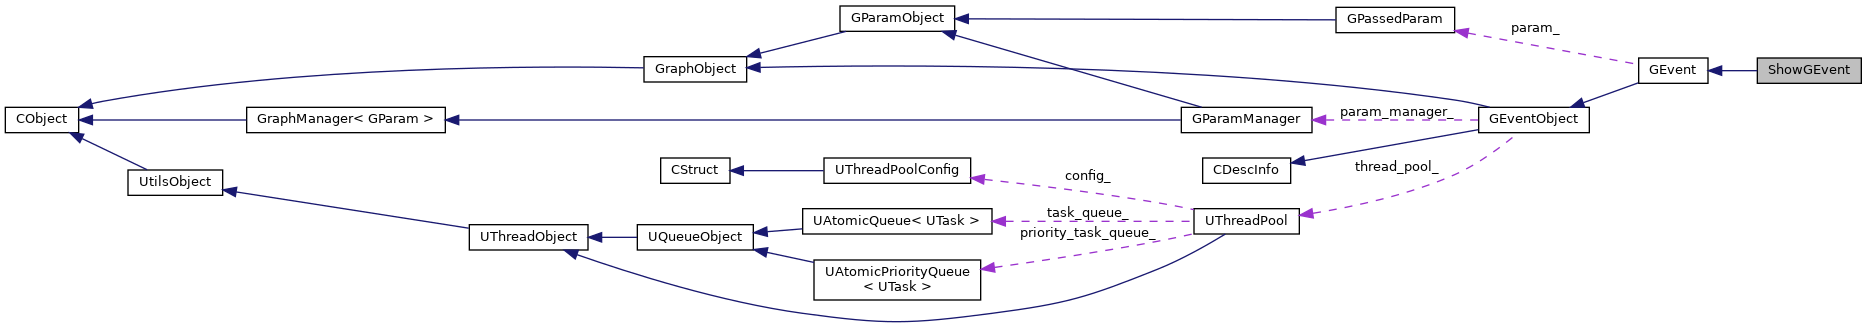 GParamObject
GPassedParam
param_
GraphObject
GEvent
ShowGEvent
CObject
GraphManager< GParam >
GParamManager
param_manager_
GEventObject
CStruct
UThreadPoolConfig
config_
CDescInfo
thread_pool_
UtilsObject
UAtomicQueue< UTask >
task_queue_
UThreadPool
UThreadObject
UQueueObject
priority_task_queue_
UAtomicPriorityQueue
< UTask >